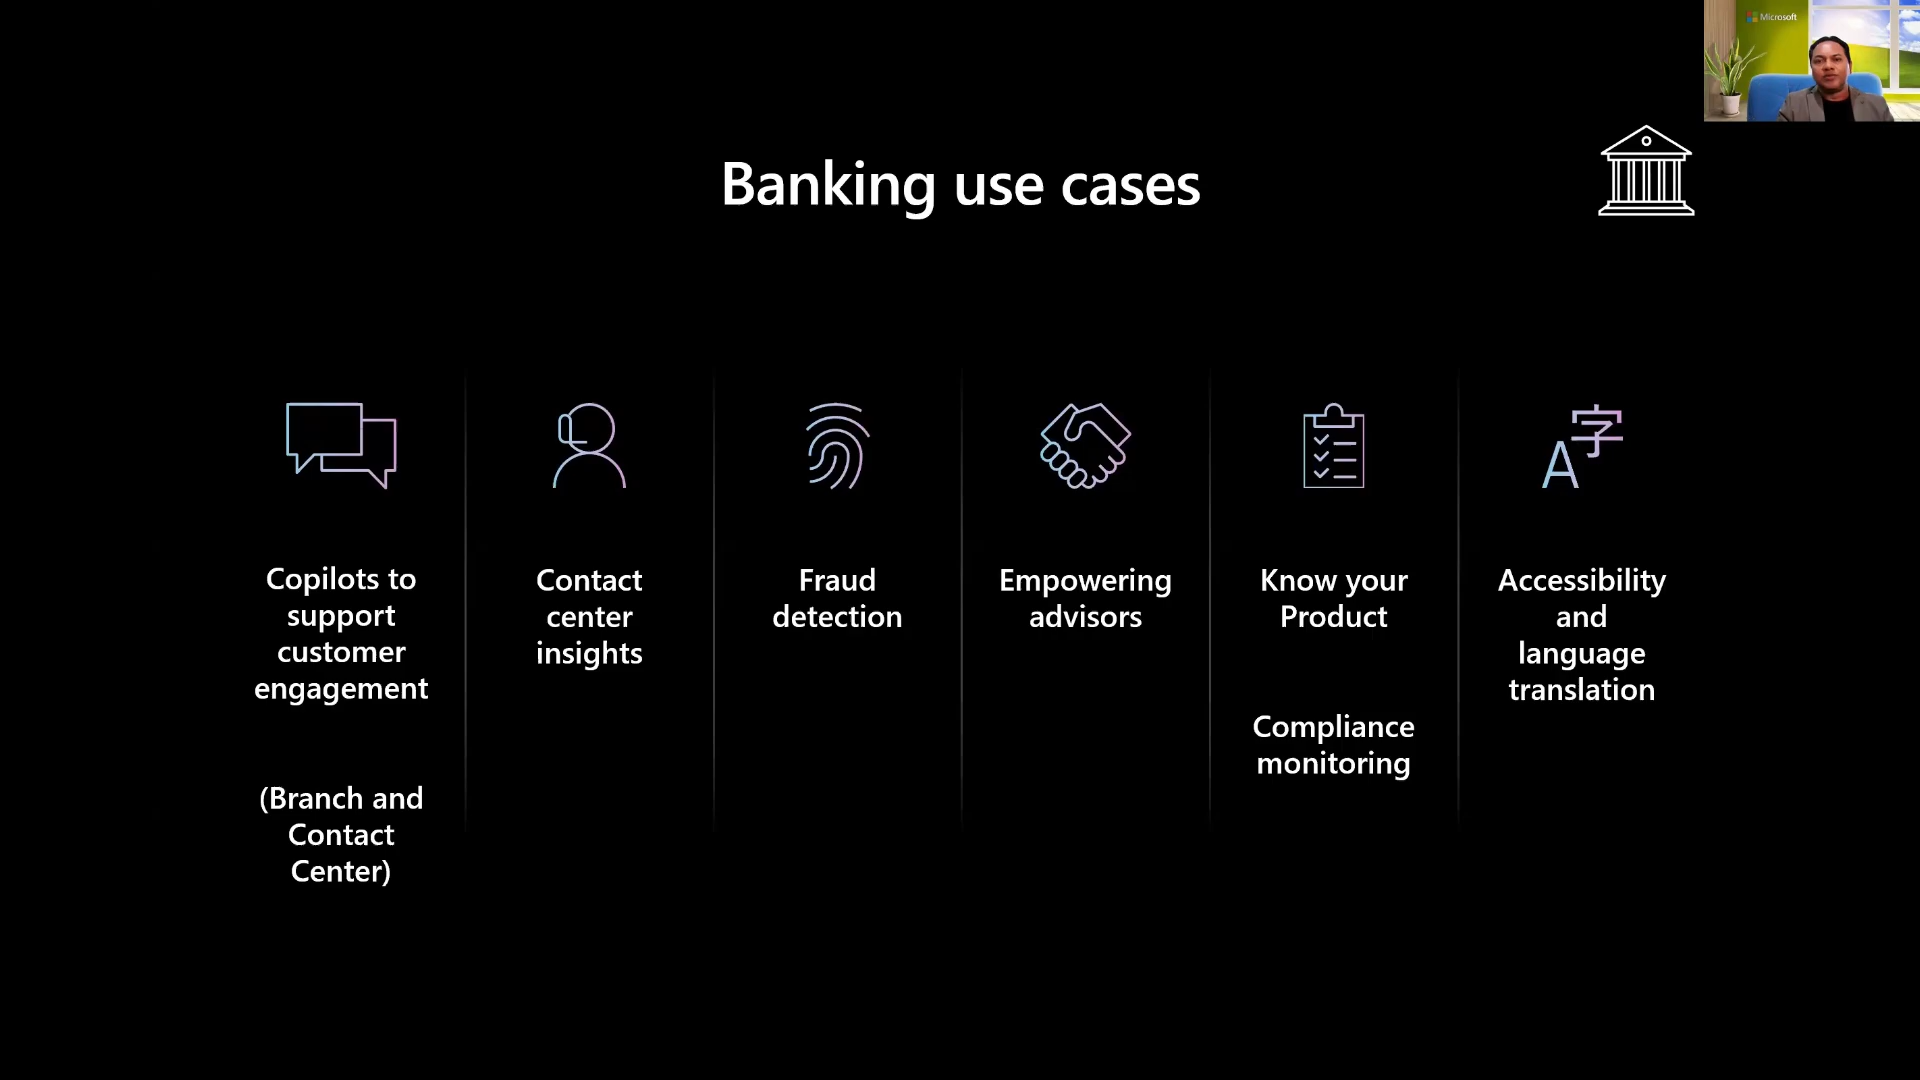 Microsoft
Banking use cases
Copilots to
support
customer
engagement
(Branch and
Contact
Center)
Contact
center
insights
Fraud
detection
Empowering
advisors
Know your
Product
Compliance
monitoring
A字
Accessibility
and
language
translation